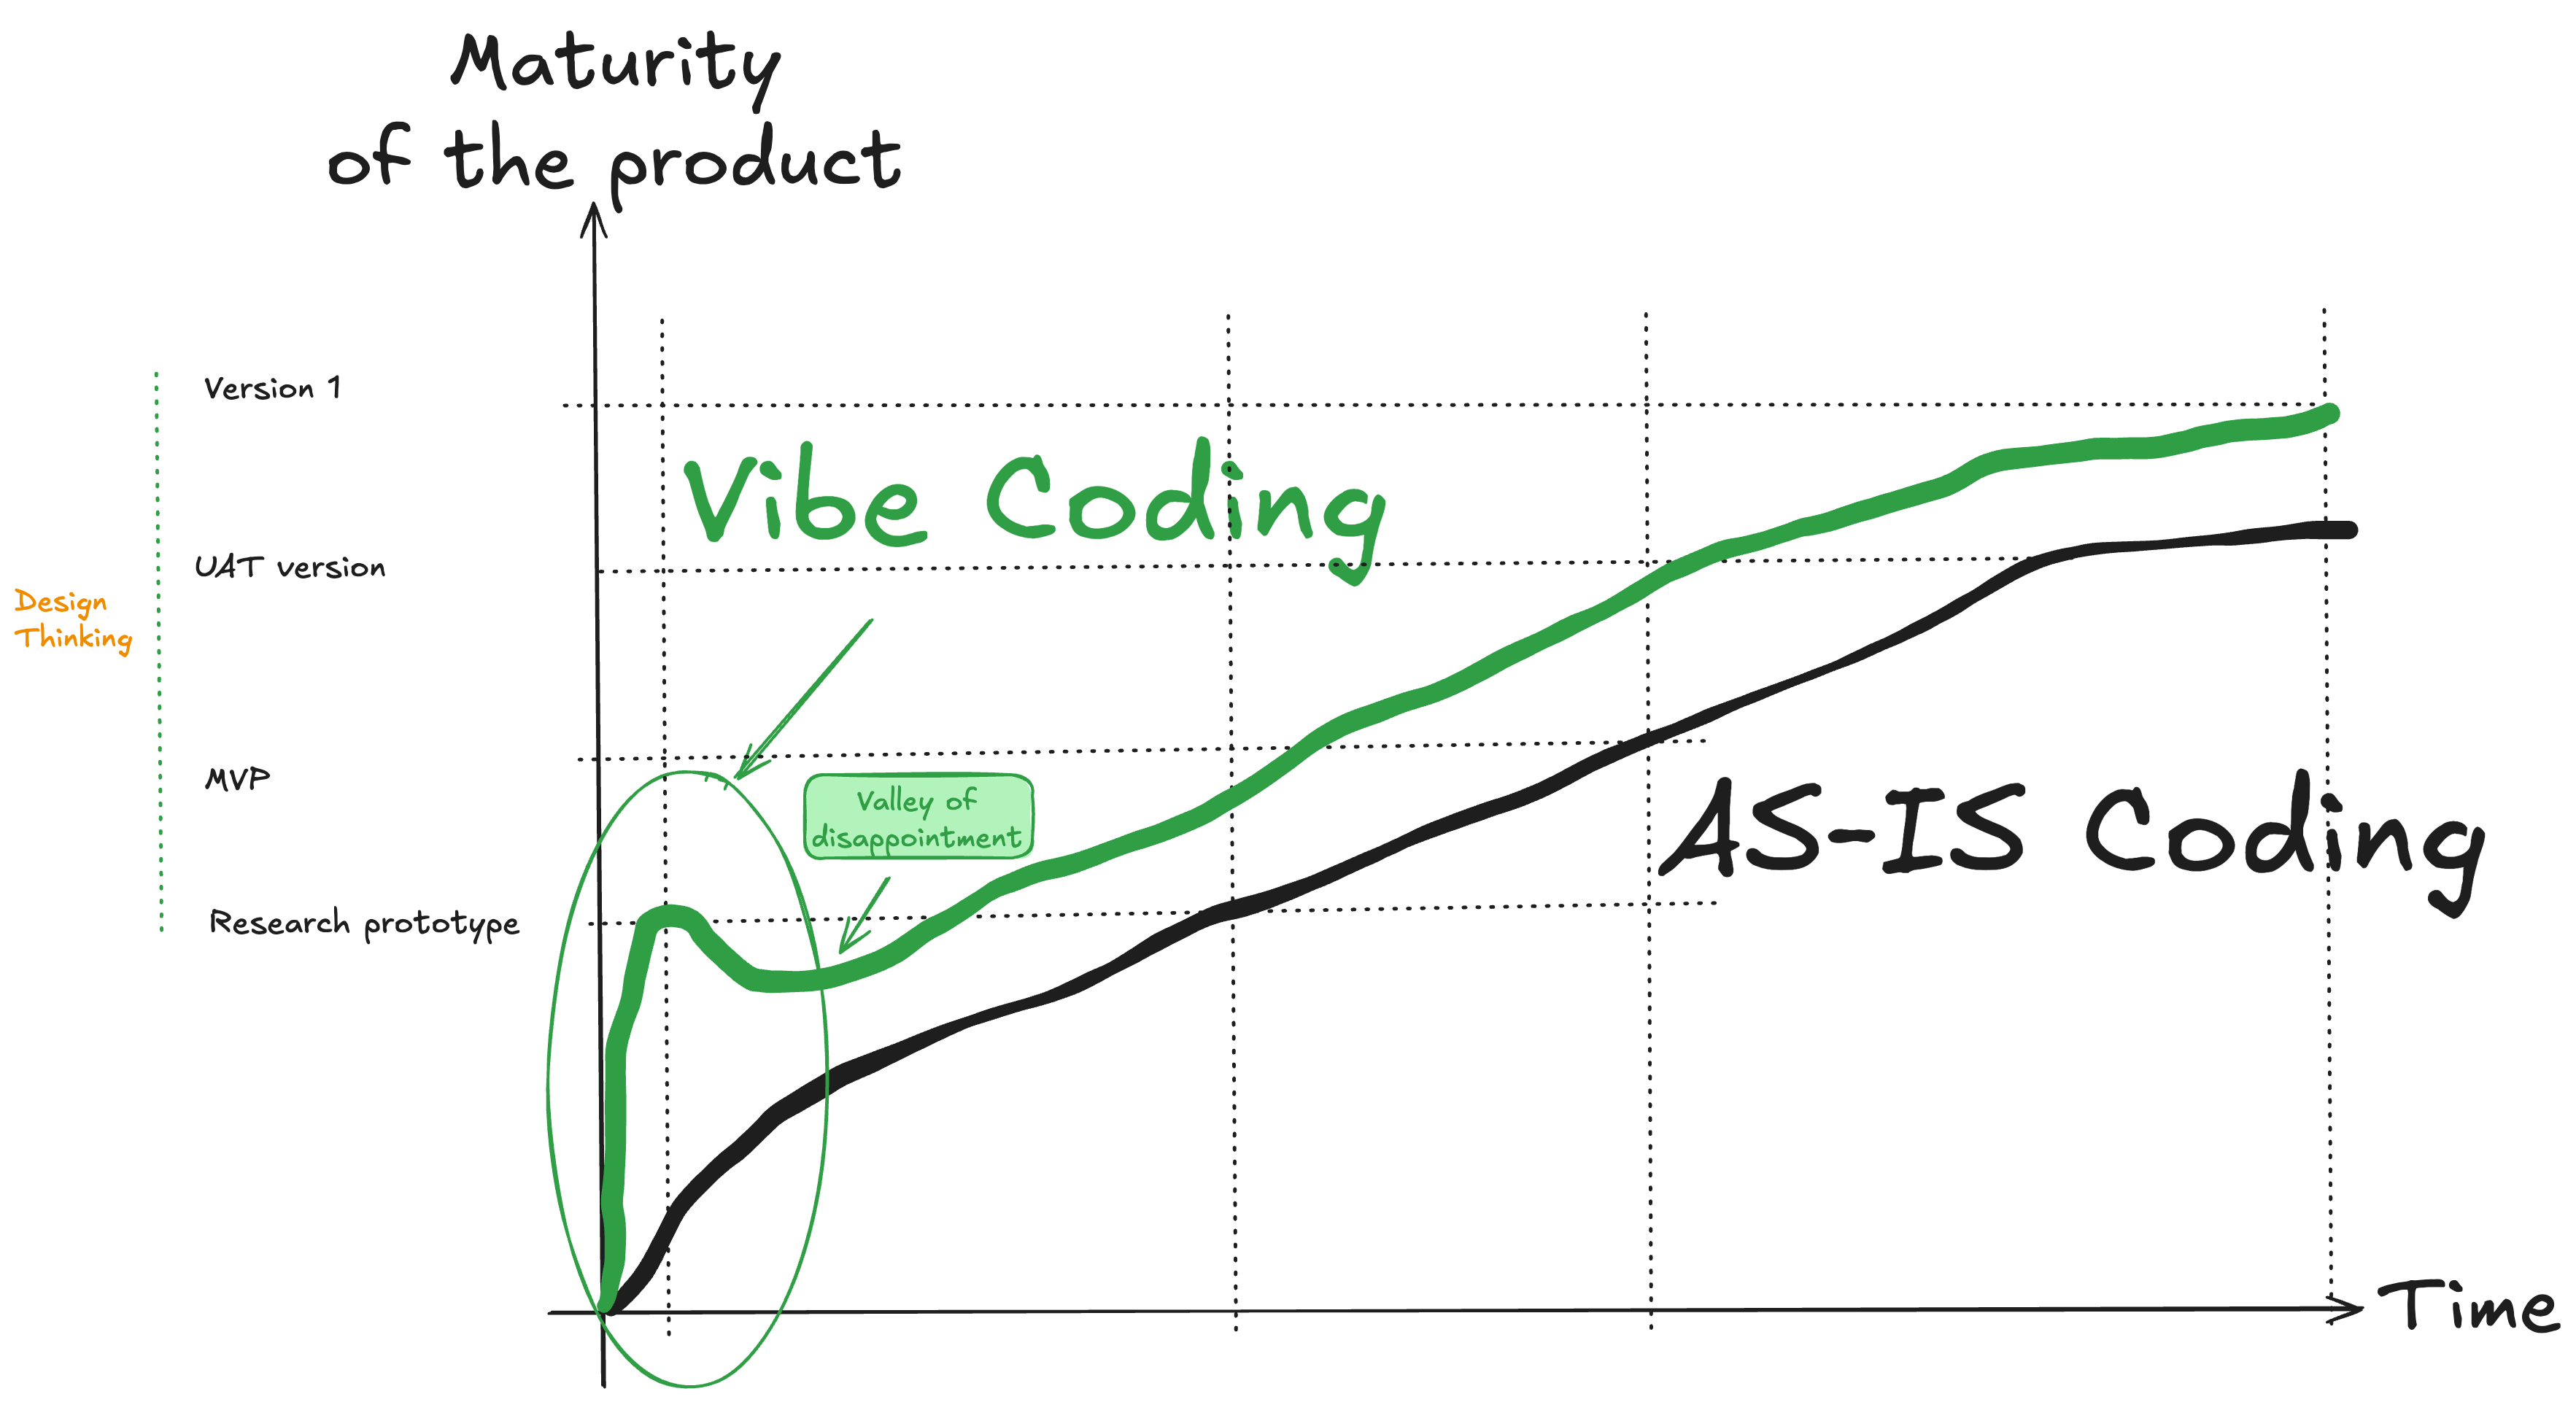 Maturity
of the product
Version 1
Vibe Coding
UAT version
Design
Thinking
MVP
Valley of
disappointment
AS-IS Coding
Research prototype
Time